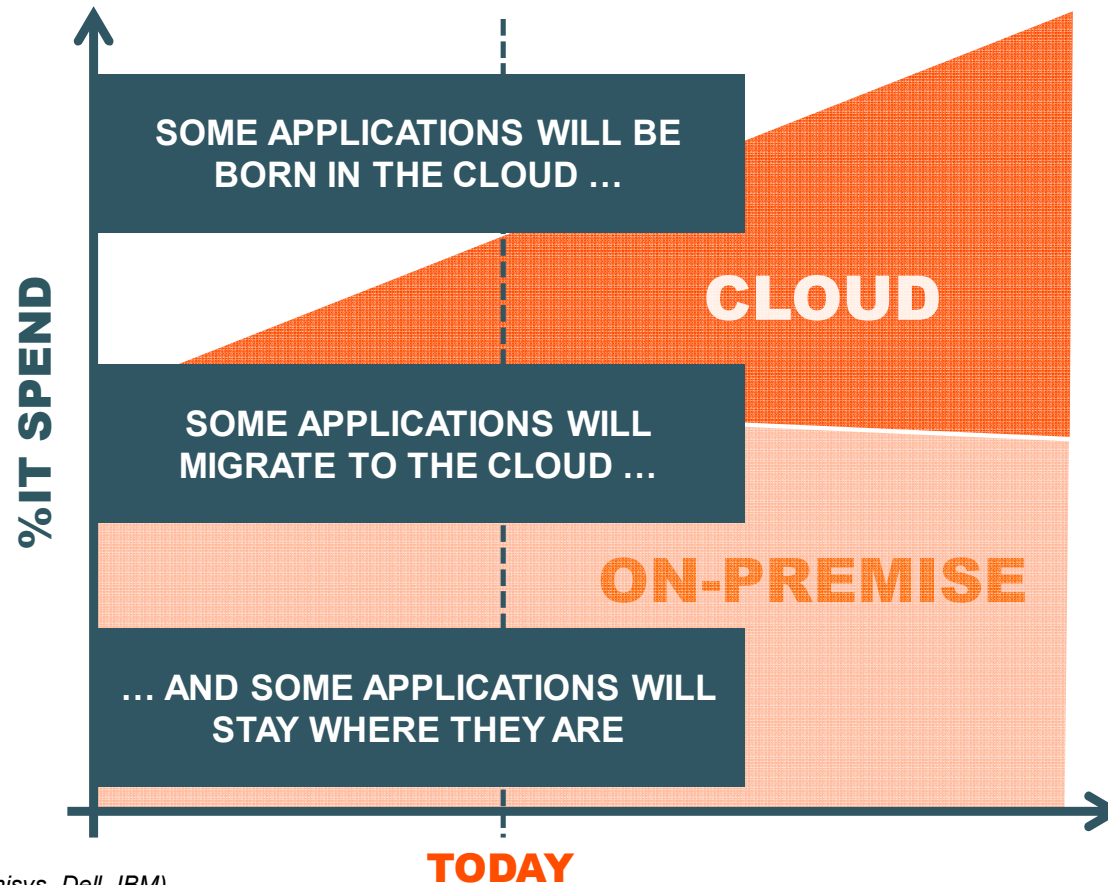 SOME APPLICATIONS WILL BE
BORN IN THE CLOUD …
CLOUD
%IT SPEND
SOME APPLICATIONS WILL
MIGRATE TO THE CLOUD …
ON-PREMISE
… AND SOME APPLICATIONS WILL
STAY WHERE THEY ARE
TODAY
Dell, IBM)